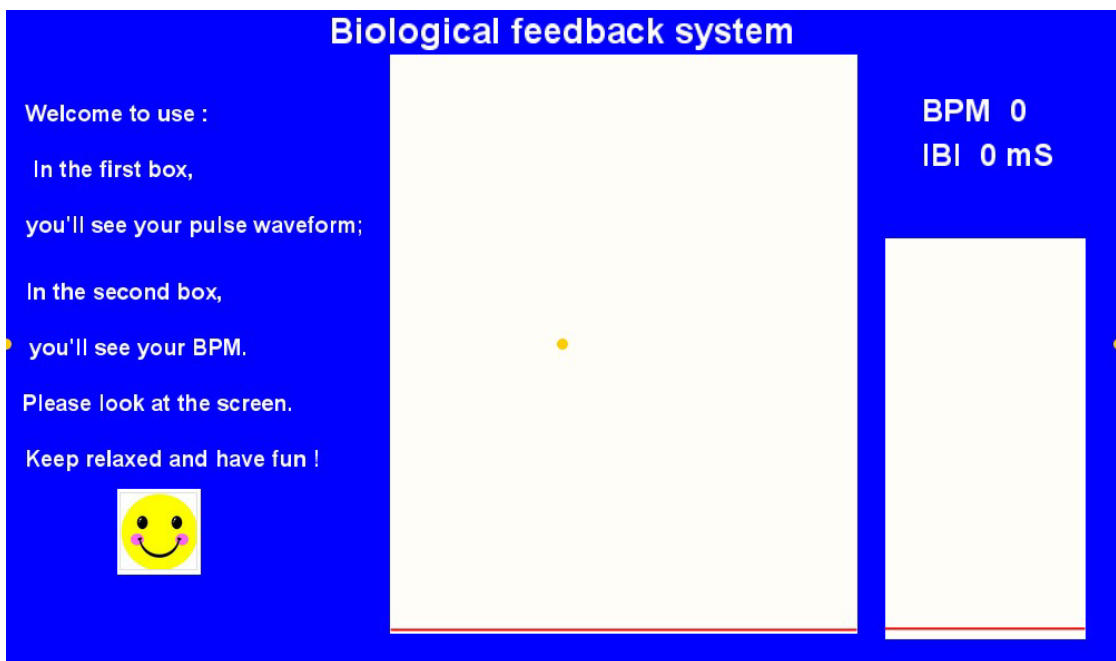 Biological feedback system
Welcome to use :
In the first box,
you'll see your pulse waveform;
In the second box,
you'll see your BPM.
Please look at the screen.
Keep relaxed and have fun !
BPM 0
IBI 0 mS